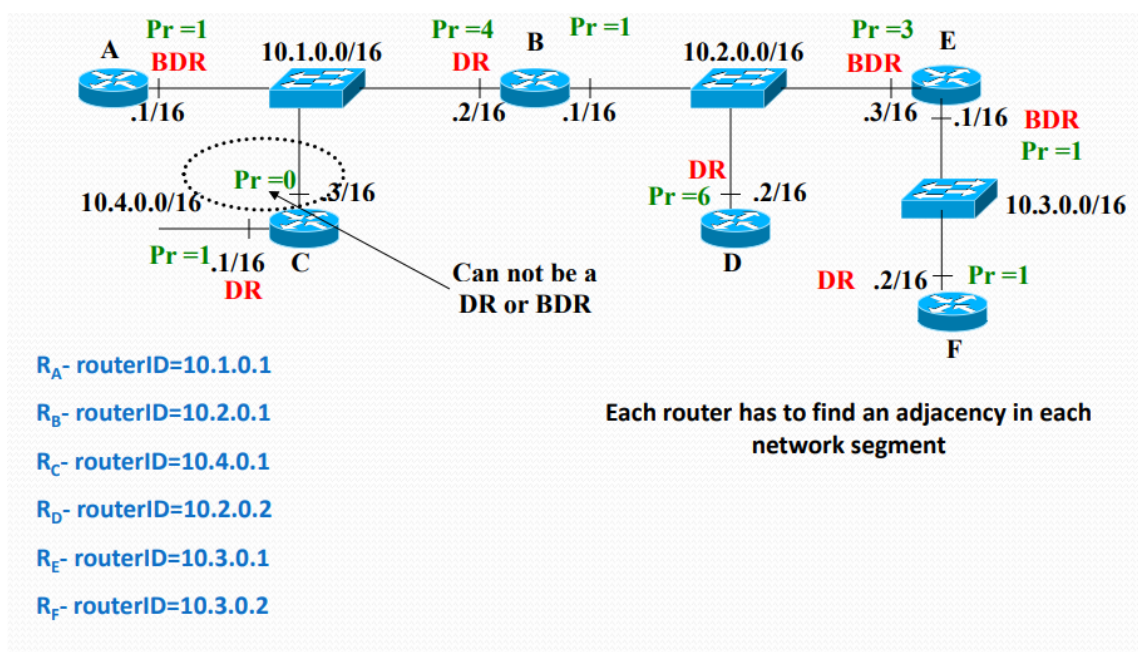 Pr =1
Pr =4
B
Pr =1
Pr =3
E
A
BDR
10.1.0.0/16
DR
10.2.0.0/16
BDR
.1/16
.2/16
.1/16
.3/16
.1/16 BDR
Pr =1
Pr =0
.3/16
10.4.0.0/16
DR
Pr =6
.2/16
10.3.0.0/16
Pr =1
.1/16
C
DR
Can not be a
DR or BDR
D
DR .2/16
Pr =1
F
RA- routerID=10.1.0.1
RB- routerID=10.2.0.1
RC- routerID=10.4.0.1
RD- routerID=10.2.0.2
RE- routerID=10.3.0.1
RF- routerID=10.3.0.2
Each router has to find an adjacency in each
network segment